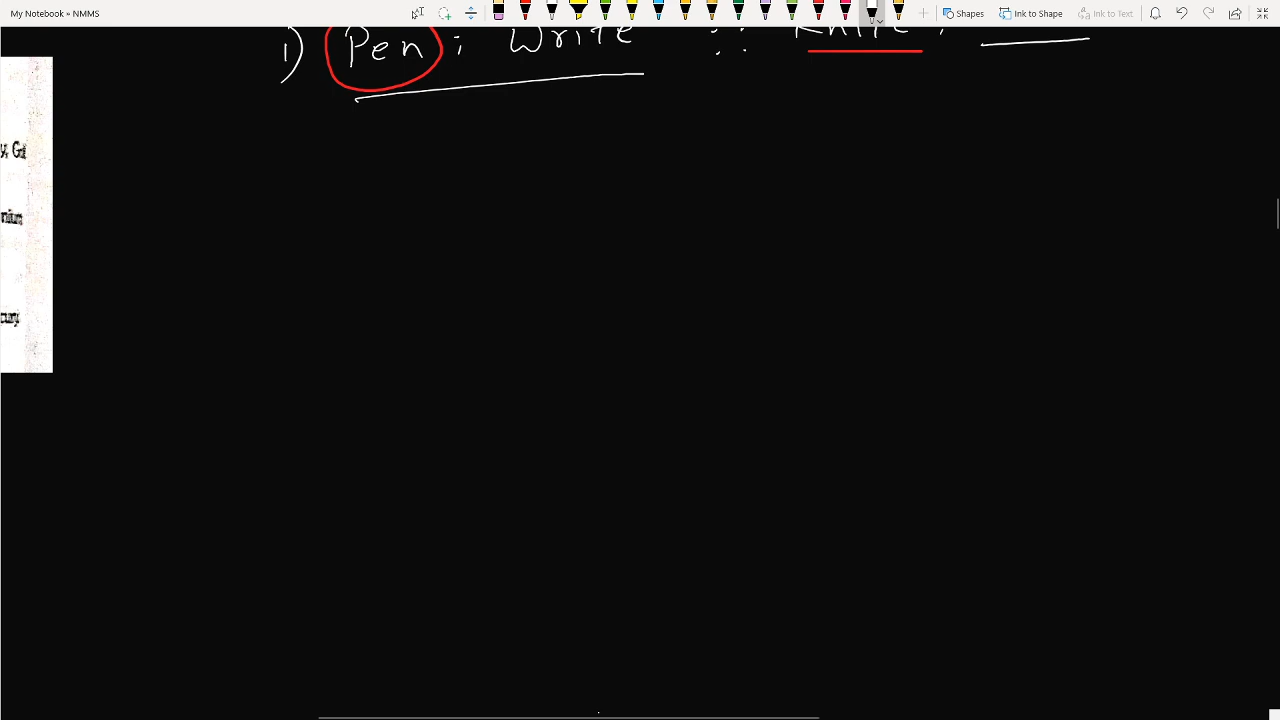 My Notebook » NMMS
Shapes
Ink to Shape
Ink to Text
1) Pen : Write :: Knife :